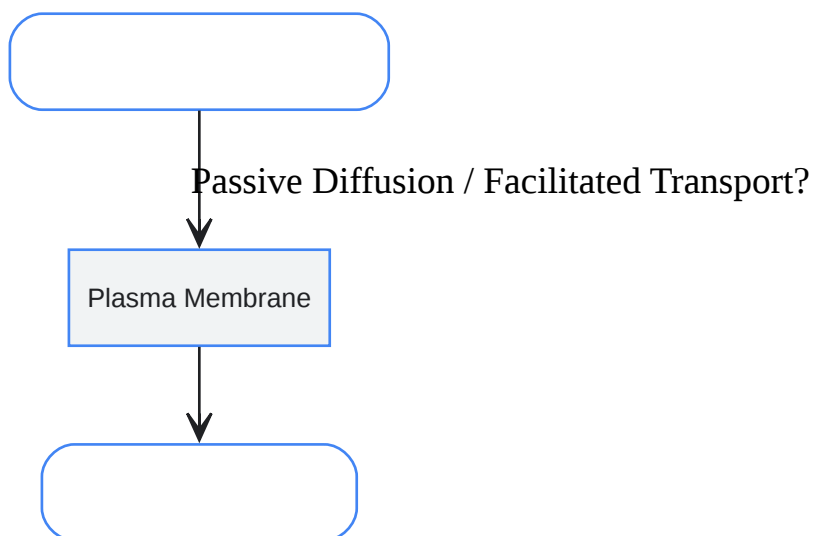 Passive Diffusion / Facilitated Transport?
Plasma Membrane